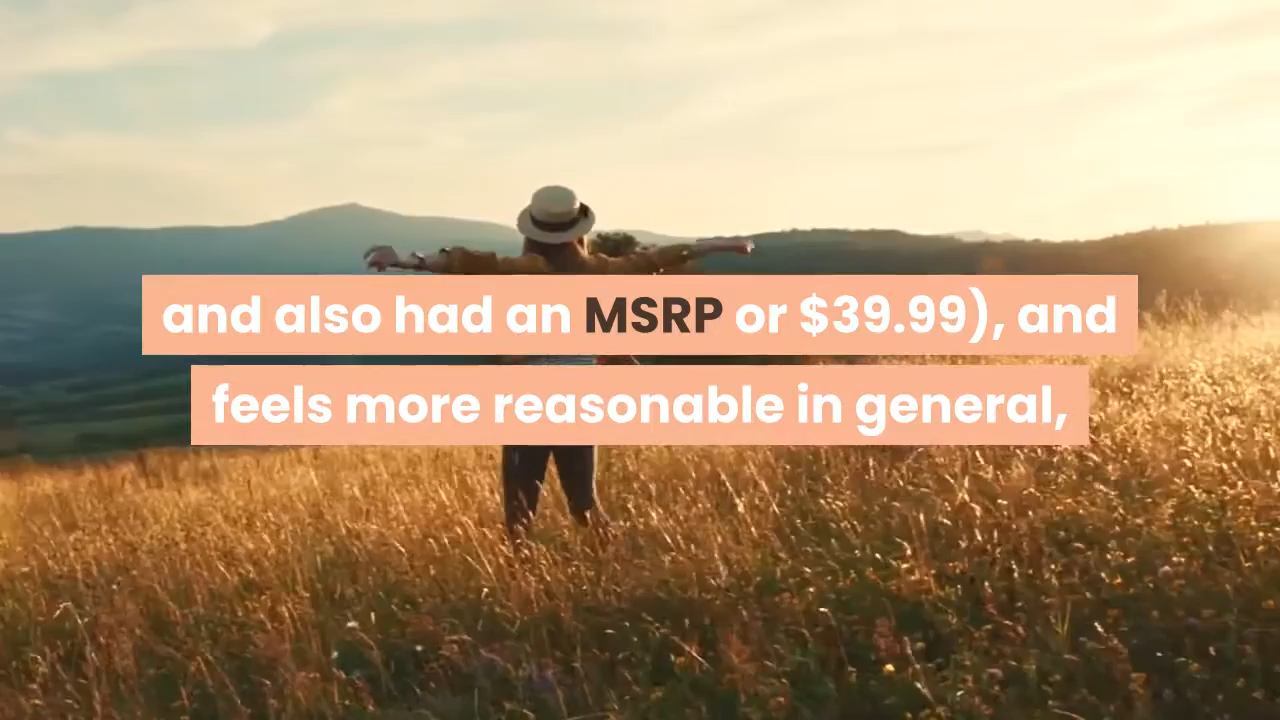 and also had an MSRP or $39.99), and
feels more reasonable in general,